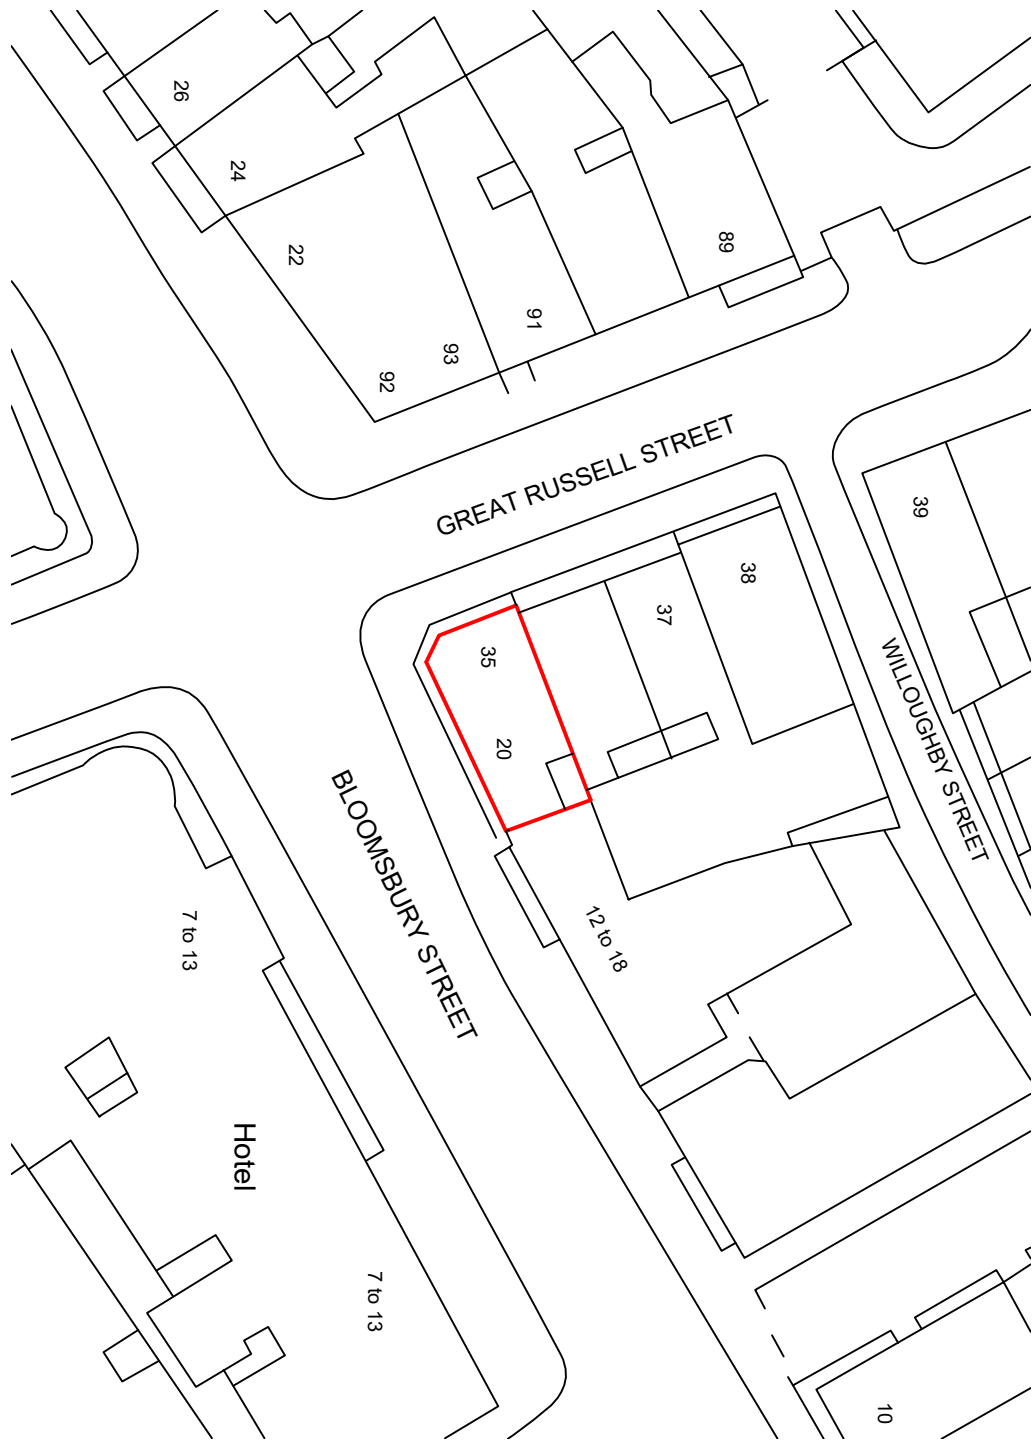 26
24
22
89
91
93
92
GREAT RUSSELL STREET
39
38
37
35
WILLOUGHBY STREET
20
BLOOMSBURY STREET
12 to 18
7 to 13
Hotel
7 to 13
10